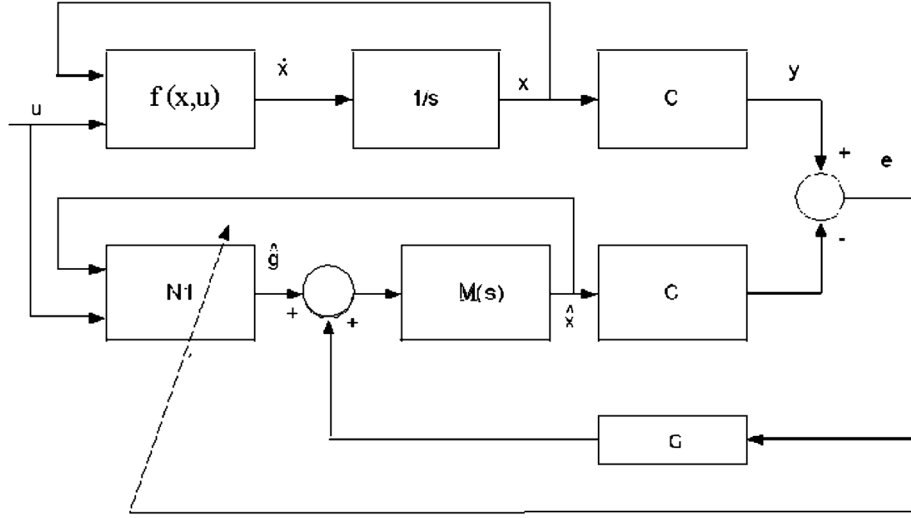 ẋ
x
y
u
f(x,u)
1/s
C
+
e
-
ĝ
N1
M(s)
C
+
+
x̂
G